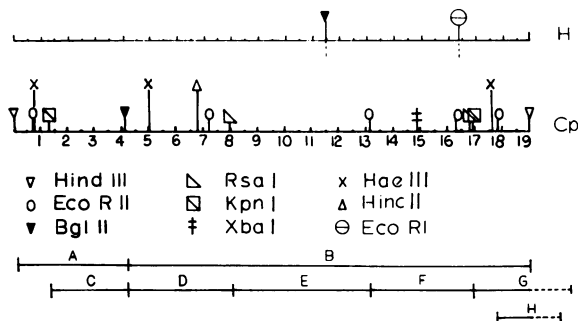 H
Cp
1 2 3 4 5 6 7 8 9 10 11 12 13 14 15 16 17 18 19
Hind III Rsa I Hae III
Eco R II Kpn I Hinc II
Bgl II Xba I Eco RI
A B
C D E F G
H